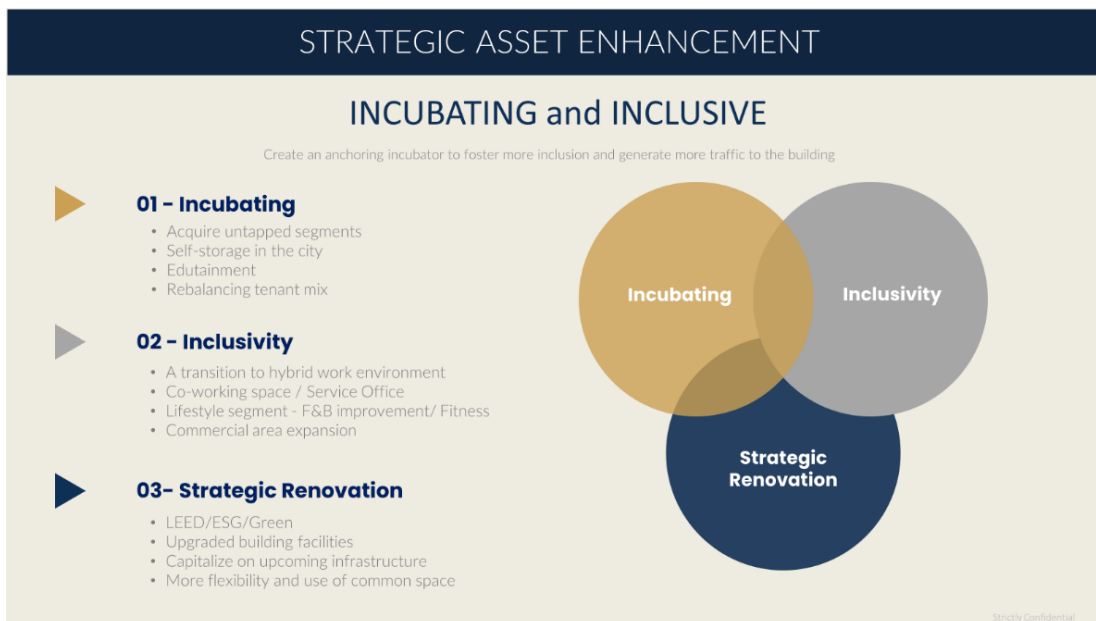 STRATEGIC ASSET ENHANCEMENT
INCUBATING and INCLUSIVE
Create an anchoring incubator to foster more inclusion and generate more traffic to the building
01 - Incubating
• Acquire untapped segments
• Self-storage in the city
• Edutainment
• Rebalancing tenant mix
02 - Inclusivity
• A transition to hybrid work environment
• Co-working space / Service Office
• Lifestyle segment - F&B improvement/ Fitness
• Commercial area expansion
03- Strategic Renovation
• LEED/ESG/Green
• Upgraded building facilities
• Capitalize on upcoming infrastructure
• More flexibility and use of common space
Incubating
Inclusivity
Strategic
Renovation
Strictly Confidential